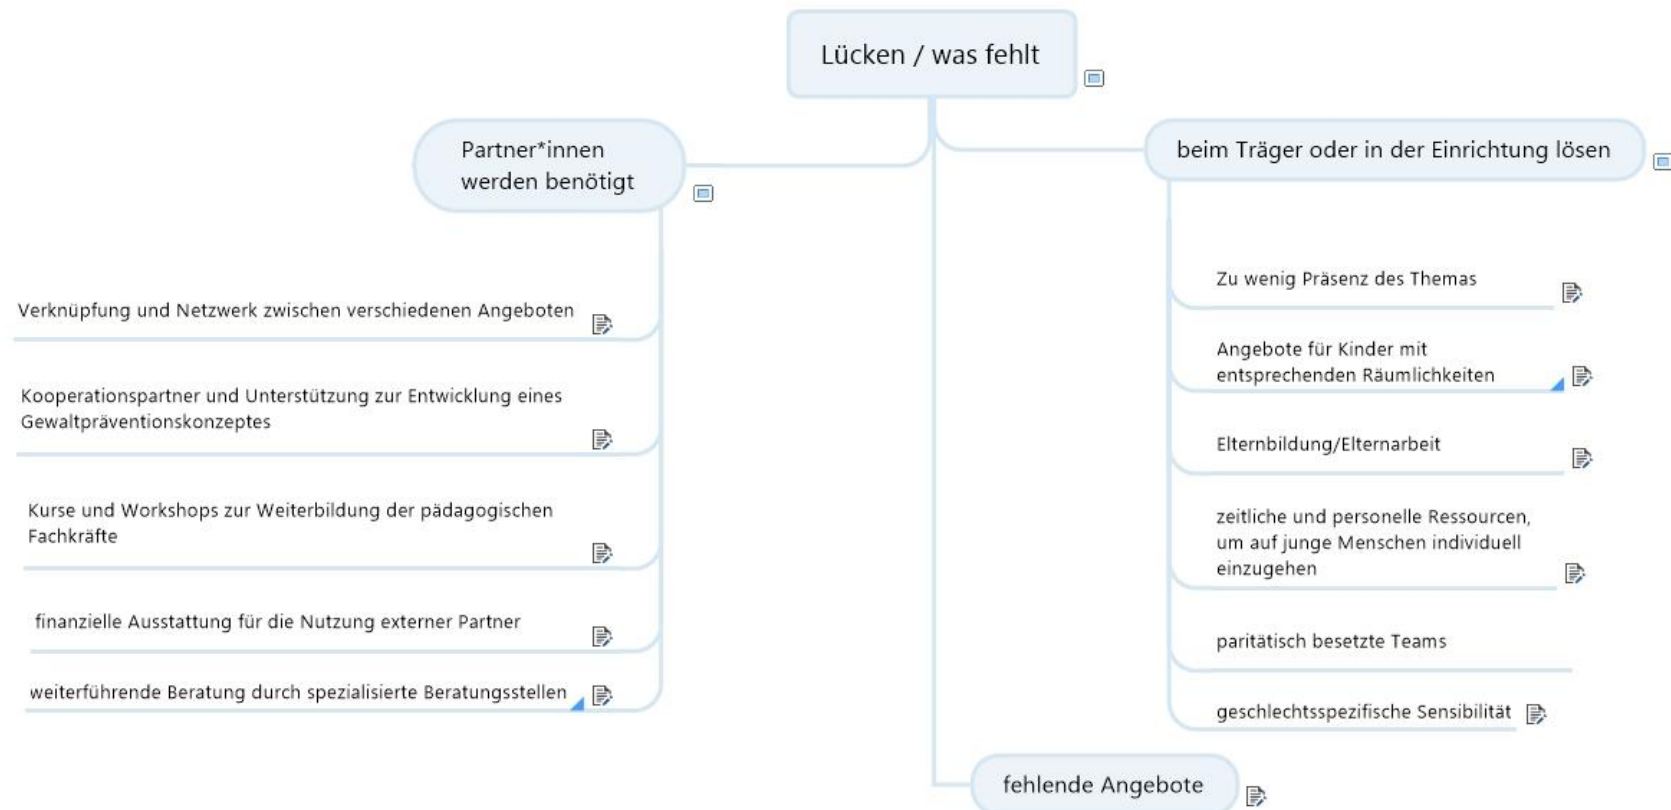 Lücken / was fehlt
Partner*innen
werden benötigt
Verknüpfung und Netzwerk zwischen verschiedenen Angeboten
Kooperationspartner und Unterstützung zur Entwicklung eines
Gewaltpräventionskonzeptes
Kurse und Workshops zur Weiterbildung der pädagogischen
Fachkräfte
finanzielle Ausstattung für die Nutzung externer Partner
weiterführende Beratung durch spezialisierte Beratungsstellen
beim Träger oder in der Einrichtung lösen
Zu wenig Präsenz des Themas
Angebote für Kinder mit
entsprechenden Räumlichkeiten
Elternbildung/Elternarbeit
zeitliche und personelle Ressourcen,
um auf junge Menschen individuell
einzugehen
paritätisch besetzte Teams
geschlechtsspezifische Sensibilität
fehlende Angebote